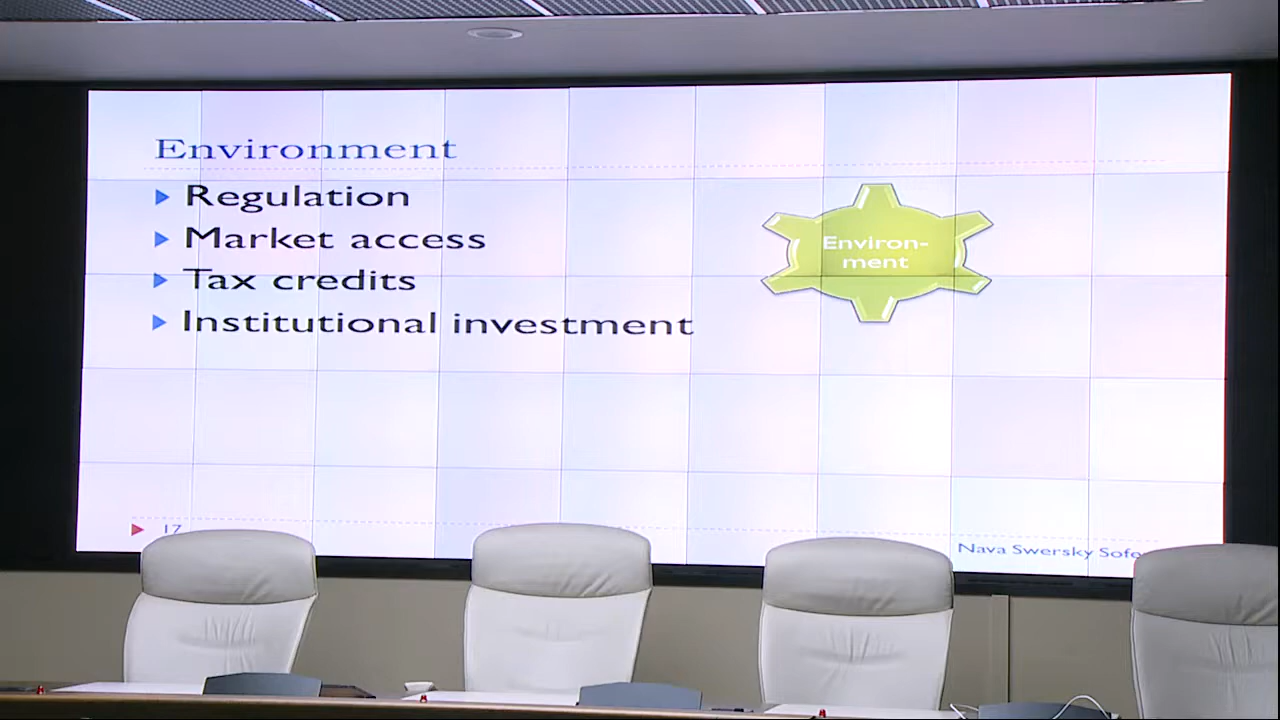 Environment
Regulation
Market access
Tax credits
Institutional investment
Environ-
ment
17
Nava Swersky